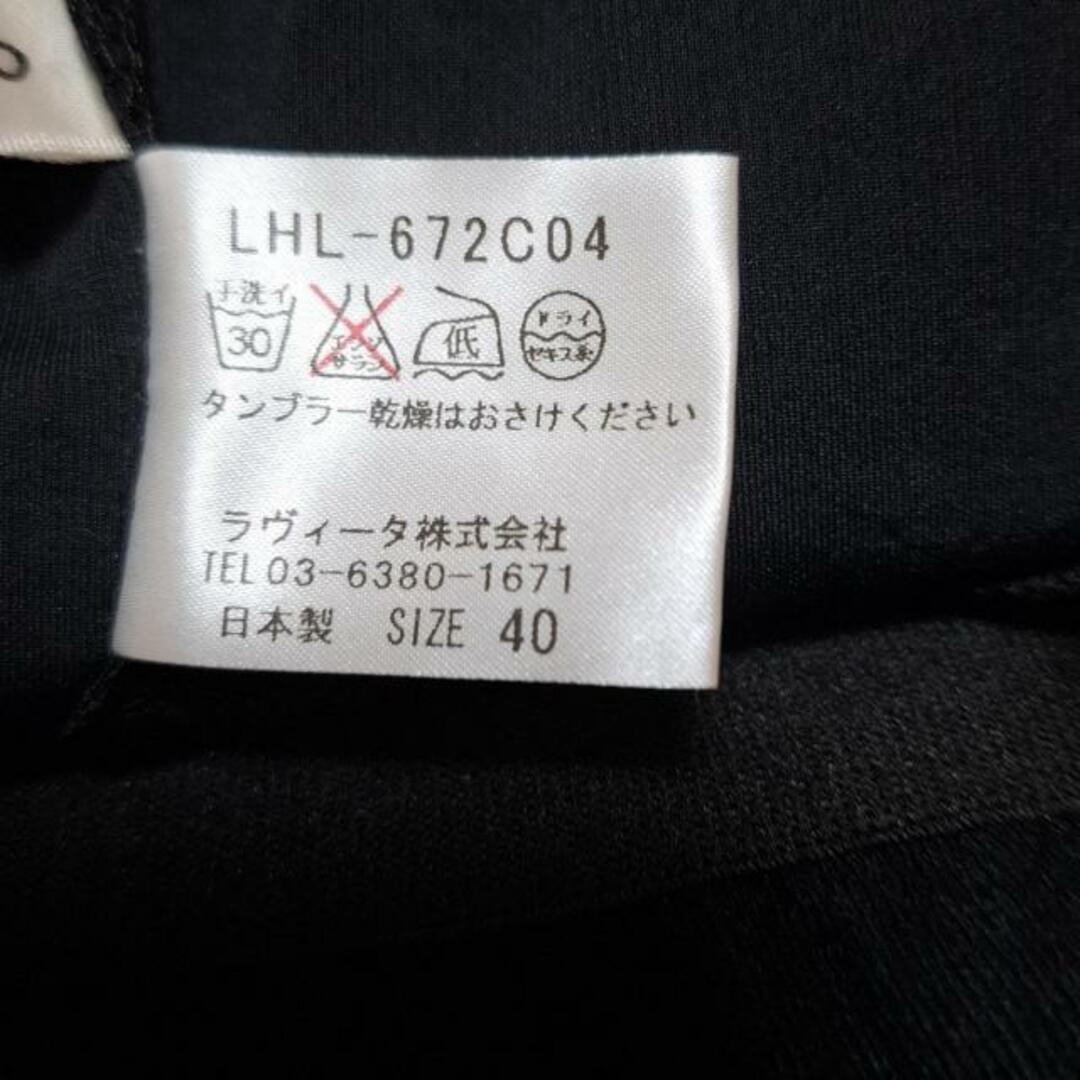 LHL-672C04
手洗イ 30 エンソサラシ 低 ドライ セキユ系
タンブラー乾燥はおさけください
ラヴィータ株式会社
TEL 03-6380-1671
日本製 SIZE 40